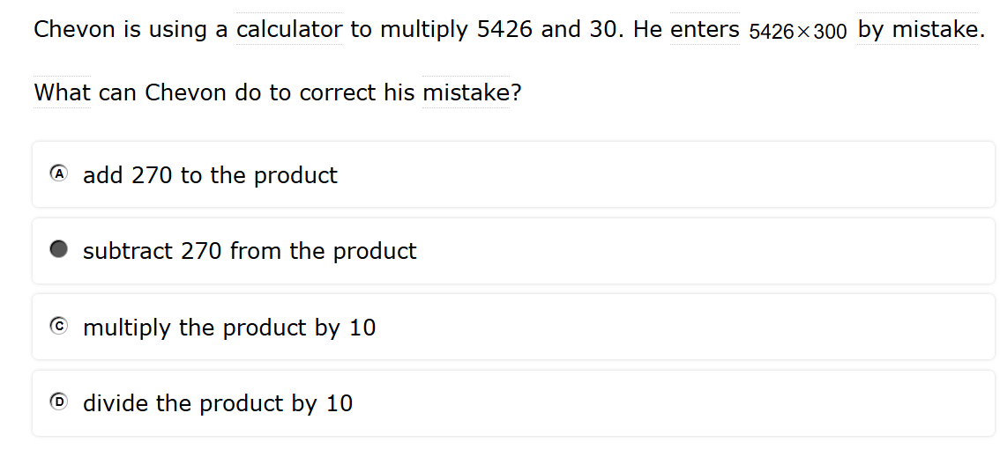 Chevon is using a calculator to multiply 5426 and 30. He enters 5426×300 by mistake.
What can Chevon do to correct his mistake?
A add 270 to the product
subtract 270 from the product
C multiply the product by 10
D divide the product by 10